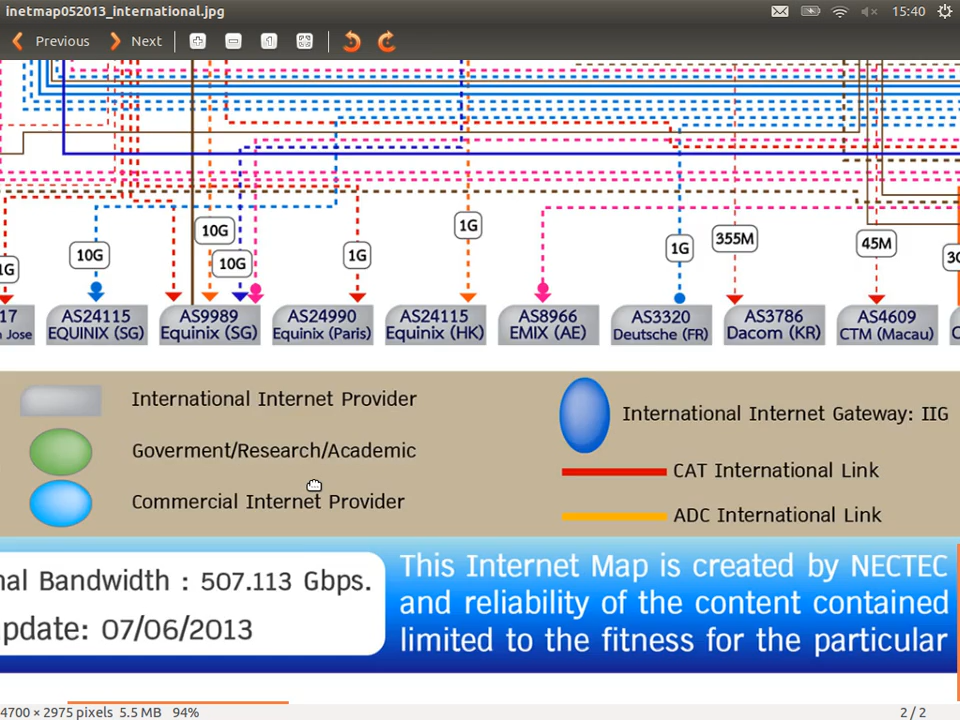 inetmap052013_international.jpg
15:40
Previous
Next
10G
10G
10G
1G
1G
1G
355M
45M
1G
17
Jose
AS24115
EQUINIX (SG)
AS9989
Equinix (SG)
AS24990
Equinix (Paris)
AS24115
Equinix (HK)
AS8966
EMIX (AE)
AS3320
Deutsche (FR)
AS3786
Dacom (KR)
AS4609
CTM (Macau)
International Internet Provider
Goverment/Research/Academic
Commercial Internet Provider
International Internet Gateway: IIG
CAT International Link
ADC International Link
nal Bandwidth : 507.113 Gbps.
pdate: 07/06/2013
This Internet Map is created by NECTEC
and reliability of the content contained
limited to the fitness for the particular
4700 × 2975 pixels 5.5 MB 94%
2 / 2